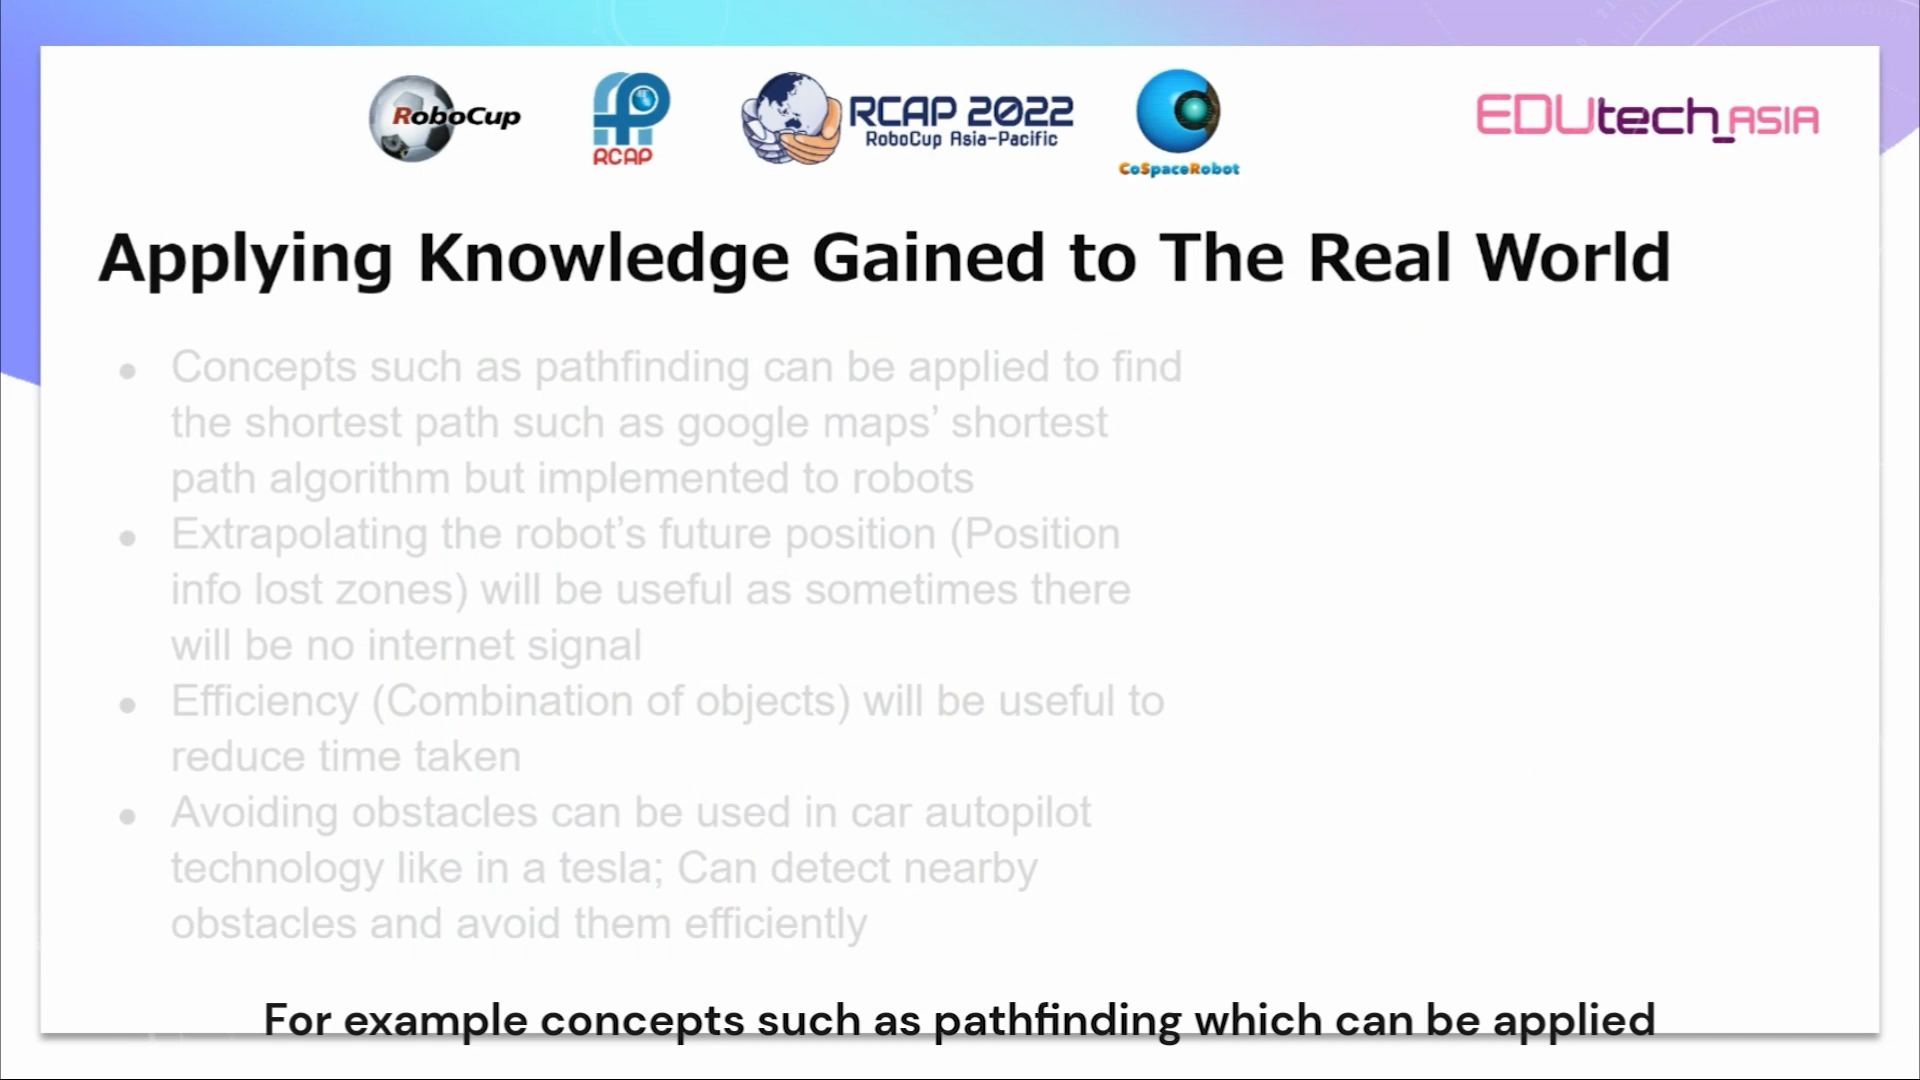 RoboCup
RCAP
RCAP 2022
RoboCup Asia-Pacific
CoSpaceRobot
EDUtech_ASIA
Applying Knowledge Gained to The Real World
• Concepts such as pathfinding can be applied to find
the shortest path such as google maps’ shortest
path algorithm but implemented to robots
• Extrapolating the robot’s future position (Position
info lost zones) will be useful as sometimes there
will be no internet signal
• Efficiency (Combination of objects) will be useful to
reduce time taken
• Avoiding obstacles can be used in car autopilot
technology like in a tesla; Can detect nearby
obstacles and avoid them efficiently
For example concepts such as pathfinding which can be applied